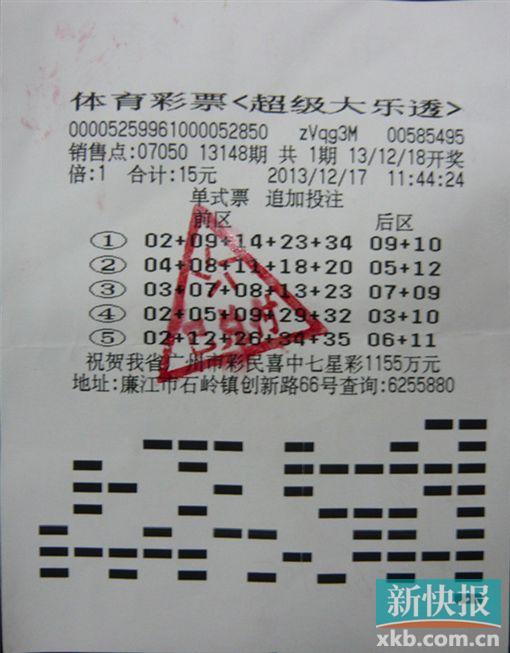 体育彩票<超级大乐透>
00005259961000052850 zVqg3M 00585495
销售点:07050 13148期 共 1期 13/12/18开奖
倍:1 合计:15元 2013/12/17 11:44:24
单式票 追加投注
前区 后区
① 02+09+14+23+34 09+10
② 04+08+11+18+20 05+12
③ 03+07+08+13+23 07+09
④ 02+05+09+29+32 03+10
⑤ 02+12+26+34+35 06+11
祝贺我省广州市彩民喜中七星彩1155万元
地址:廉江市石岭镇创新路66号查询:6255880
新快报
xkb.com.cn